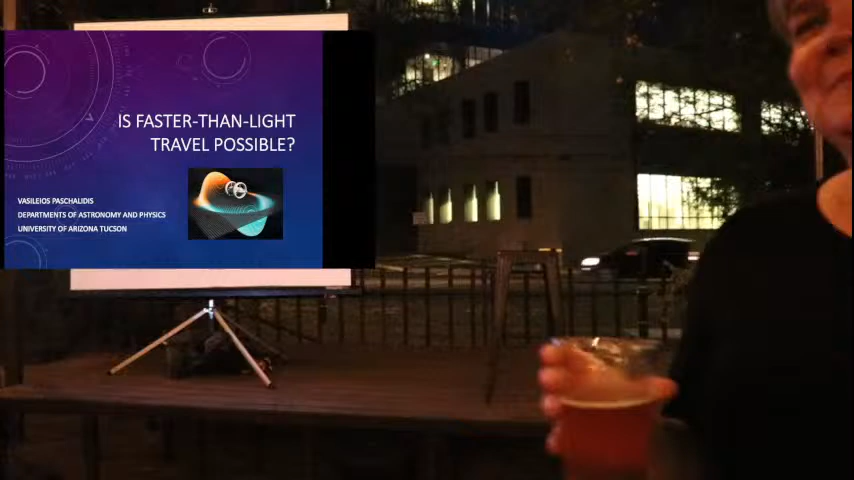 IS FASTER-THAN-LIGHT
TRAVEL POSSIBLE?
VASILEIOS PASCHALIDIS
DEPARTMENTS OF ASTRONOMY AND PHYSICS
UNIVERSITY OF ARIZONA TUCSON